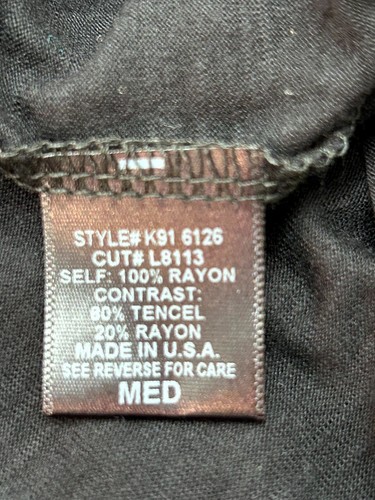 STYLE# K91 6126
CUT# L8113
SELF: 100% RAYON
CONTRAST:
80% TENCEL
20% RAYON
MADE IN U.S.A.
SEE REVERSE FOR CARE
MED